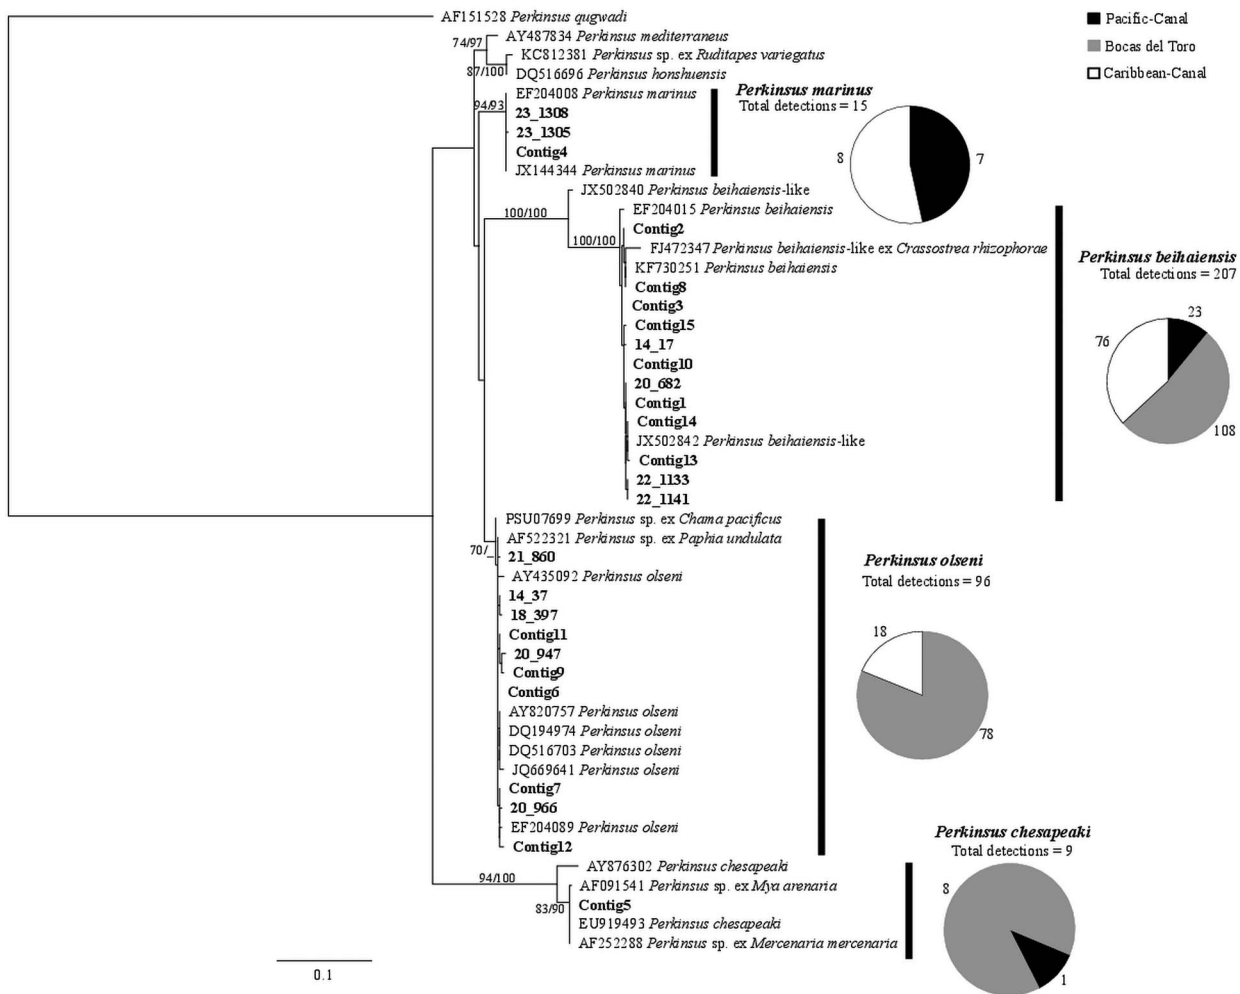 AF151528 Perkinsus qugwadi
74/97
AY487834 Perkinsus mediterraneus
KC812381 Perkinsus sp. ex Ruditapes variegatus
87/100
DQ516696 Perkinsus honshuensis
EF204008 Perkinsus marinus
94/93
23_1308
23_1305
Contig4
JX144344 Perkinsus marinus
JX502840 Perkinsus beihaiensis-like
100/100
EF204015 Perkinsus beihaiensis
Contig2
100/100
FJ472347 Perkinsus beihaiensis-like ex Crassostrea rhizophorae
KF730251 Perkinsus beihaiensis
Contig8
Contig3
Contig15
14_17
Contig10
20_682
Contig1
Contig14
JX502842 Perkinsus beihaiensis-like
Contig13
22_1133
22_1141
PSU07699 Perkinsus sp. ex Chama pacificus
AF522321 Perkinsus sp. ex Paphia undulata
70/_
21_860
AY435092 Perkinsus olseni
14_37
18_397
Contig11
20_947
Contig9
Contig6
AY820757 Perkinsus olseni
DQ194974 Perkinsus olseni
DQ516703 Perkinsus olseni
JQ669641 Perkinsus olseni
Contig7
20_966
EF204089 Perkinsus olseni
Contig12
AY876302 Perkinsus chesapeaki
94/100
AF091541 Perkinsus sp. ex Mya arenaria
83/90
Contig5
EU919493 Perkinsus chesapeaki
AF252288 Perkinsus sp. ex Mercenaria mercenaria
0.1
Pacific-Canal
Bocas del Toro
Caribbean-Canal
Perkinsus marinus
Total detections = 15
8
7
Perkinsus beihaiensis
Total detections = 207
23
76
108
Perkinsus olseni
Total detections = 96
18
78
Perkinsus chesapeaki
Total detections = 9
8
1